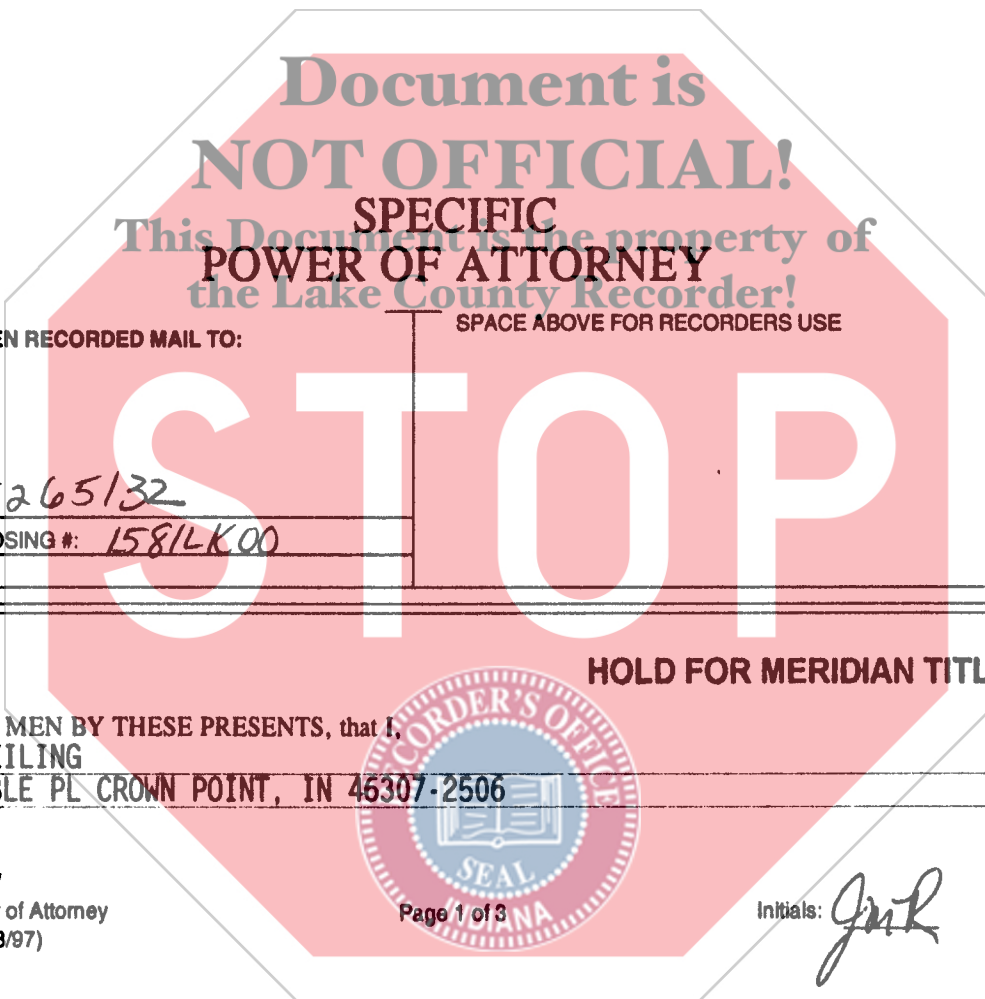 Document is
NOT OFFICIAL!
SPECIFIC
This Document is the property of
POWER OF ATTORNEY
the Lake County Recorder!
SPACE ABOVE FOR RECORDERS USE
EN RECORDED MAIL TO:
STOP
265132
OSING #: 1581LK00
HOLD FOR MERIDIAN TITL
MEN BY THESE PRESENTS, that I,
EILING
LE PL CROWN POINT, IN 46307-2506
CORDER'S OFFICE
SEAL
INDIANA
of Attorney
Page 1 of 3
Initials: JMR
/97)